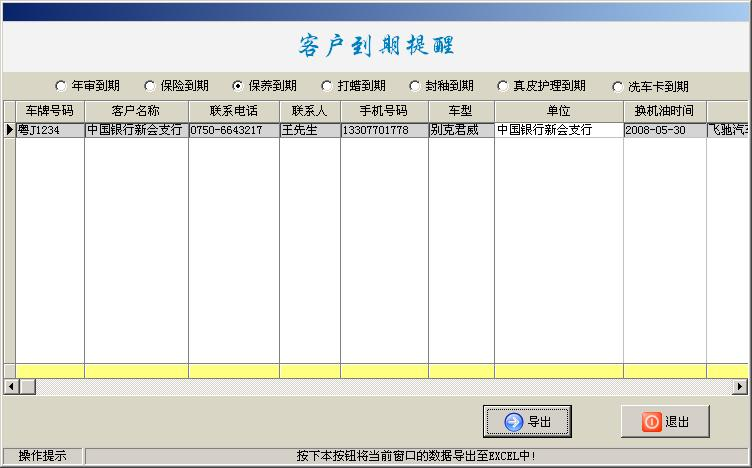 客户到期提醒
年审到期 保险到期 保养到期 打蜡到期 封釉到期 真皮护理到期 洗车卡到期
车牌号码 客户名称 联系电话 联系人 手机号码 车型 单位 换机油时间
粤J1234 中国银行新会支行 0750-6643217 王先生 13307701778 别克君威 中国银行新会支行 2008-05-30 飞驰汽
导出 退出
操作提示 按下本按钮将当前窗口的数据导出至EXCEL中!